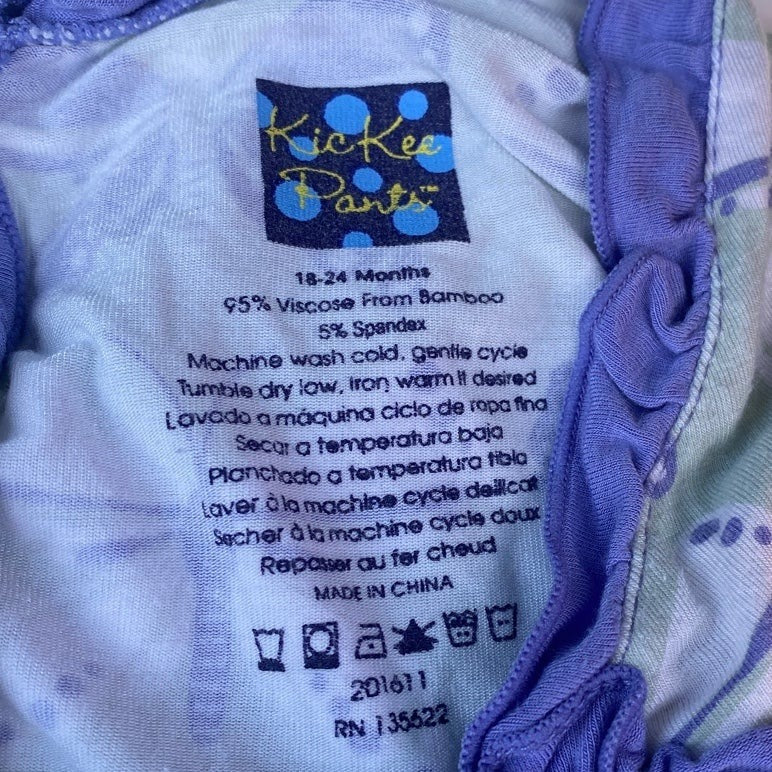 KicKee
Pants™
18-24 Months
95% Viscose From Bamboo
5% Spandex
Machine wash cold, gentle cycle
Tumble dry low, iron warm if desired
Lavado a máquina ciclo de ropa fina
Secar a temperatura baja
Planchado a temperatura tibia
Laver à la machine cycle delicat
Secher à la machine cycle doux
Repasser au fer cheud
MADE IN CHINA
201611
RN 135622